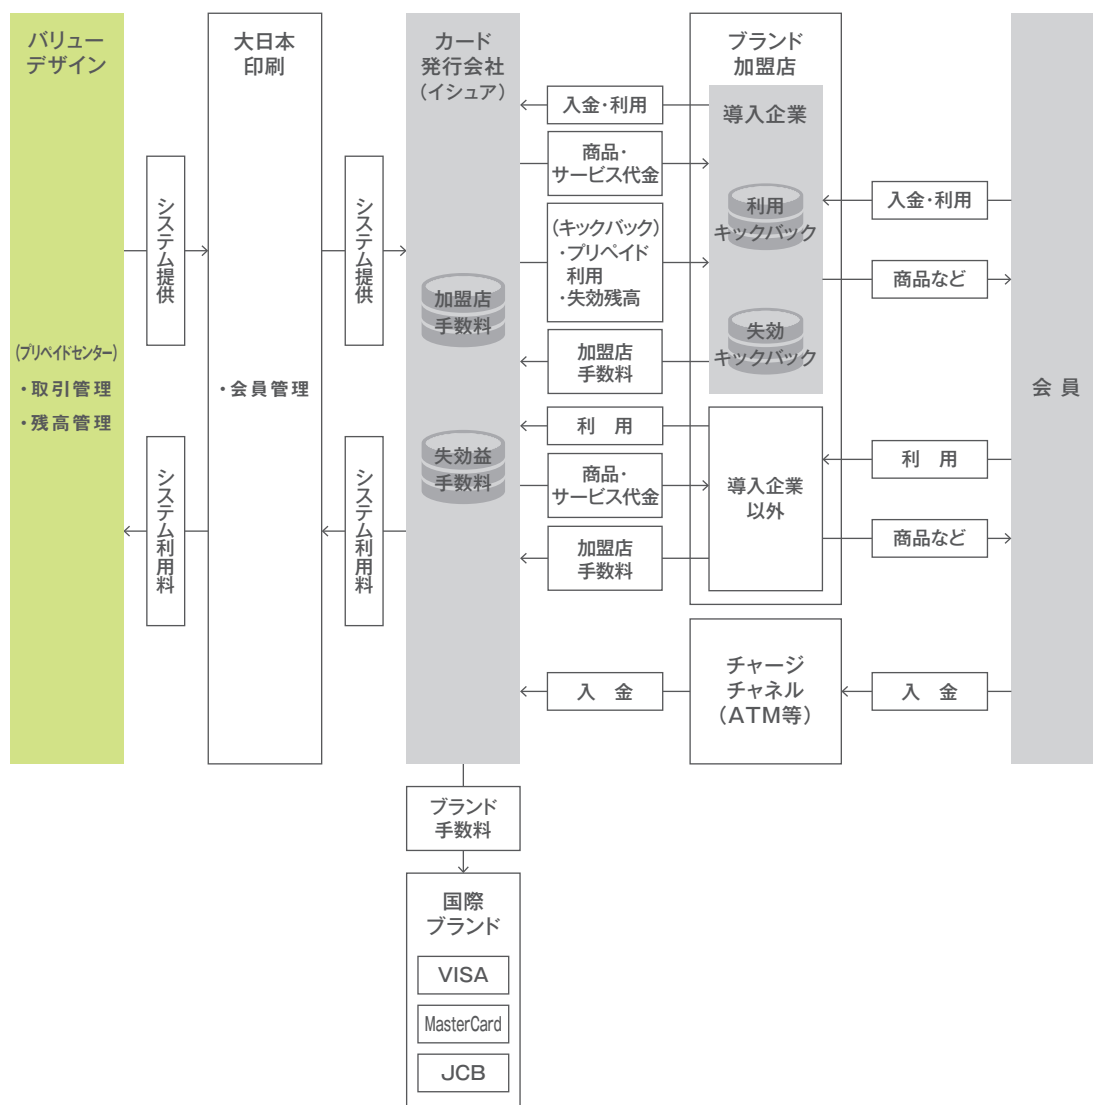 バリュー
デザイン
(プリペイドセンター)
・取引管理
・残高管理
システム提供
システム利用料
大日本
印刷
・会員管理
システム提供
システム利用料
カード
発行会社
(イシュア)
加盟店
手数料
失効益
手数料
入金・利用
商品・
サービス代金
(キックバック)
・プリペイド
利用
・失効残高
加盟店
手数料
利　用
商品・
サービス代金
加盟店
手数料
入　金
ブランド
加盟店
導入企業
利用
キックバック
失効
キックバック
導入企業
以外
チャージ
チャネル
(ATM等)
入金・利用
商品など
利　用
商品など
入　金
会 員
ブランド
手数料
国際
ブランド
VISA
MasterCard
JCB